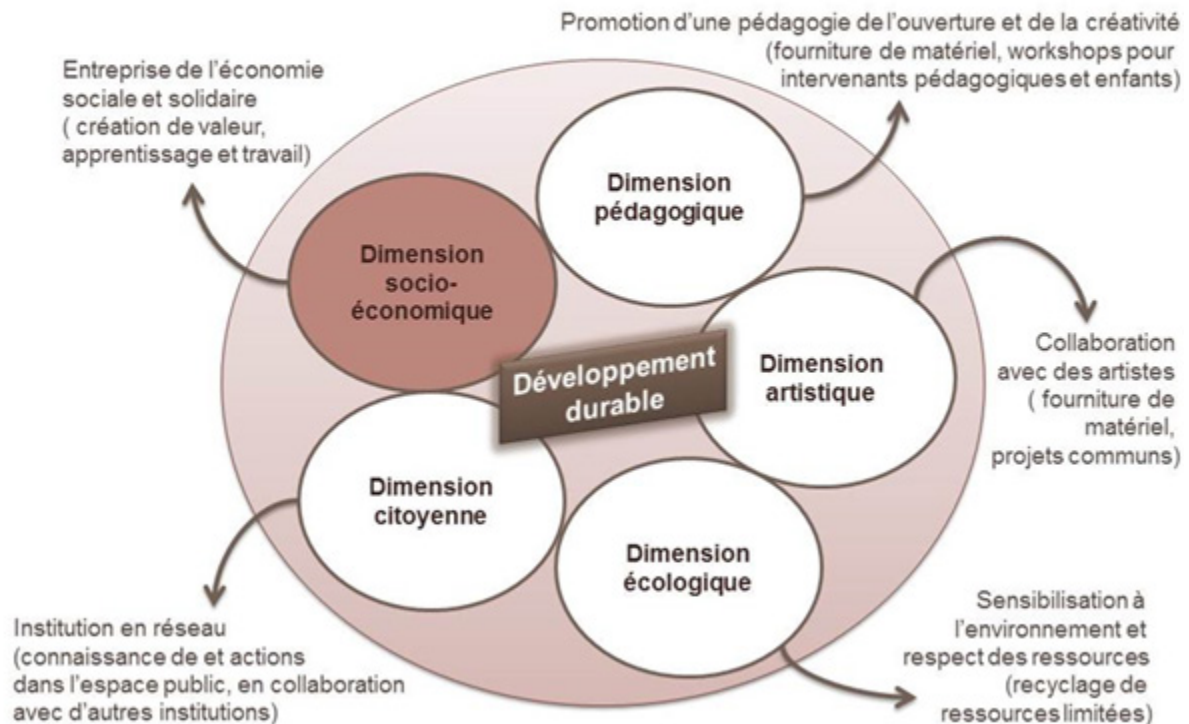 Promotion d'une pédagogie de l'ouverture et de la créativité
(fourniture de matériel, workshops pour
intervenants pédagogiques et enfants)
Entreprise de l'économie
sociale et solidaire
( création de valeur,
apprentissage et travail)
Dimension
pédagogique
Dimension
socio-
économique
Développement
durable
Dimension
artistique
Collaboration
avec des artistes
( fourniture de
matériel,
projets communs)
Dimension
citoyenne
Dimension
écologique
Institution en réseau
(connaissance de et actions
dans l'espace public, en collaboration
avec d'autres institutions)
Sensibilisation à
l'environnement et
respect des ressources
(recyclage de
ressources limitées)